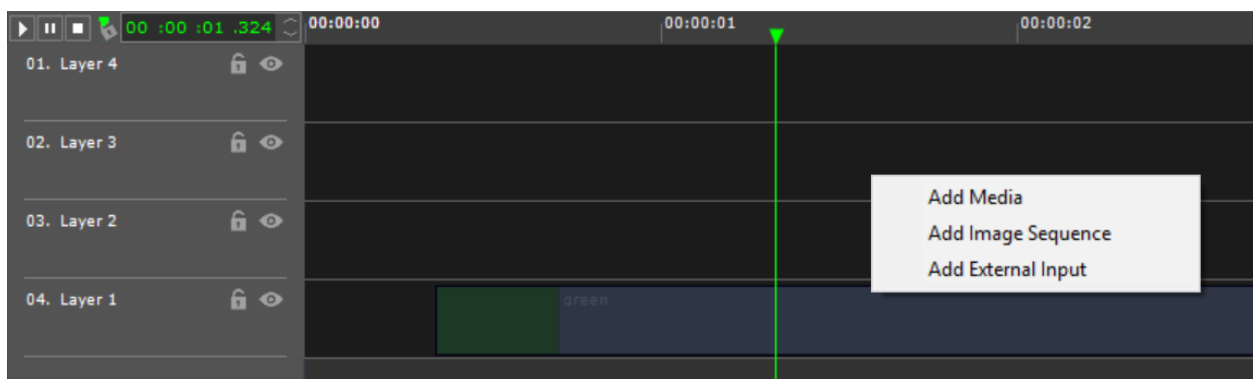 00 :00 :01 .324
00:00:00
00:00:01
00:00:02
01. Layer 4
02. Layer 3
Add Media
03. Layer 2
Add Image Sequence
Add External Input
04. Layer 1
green